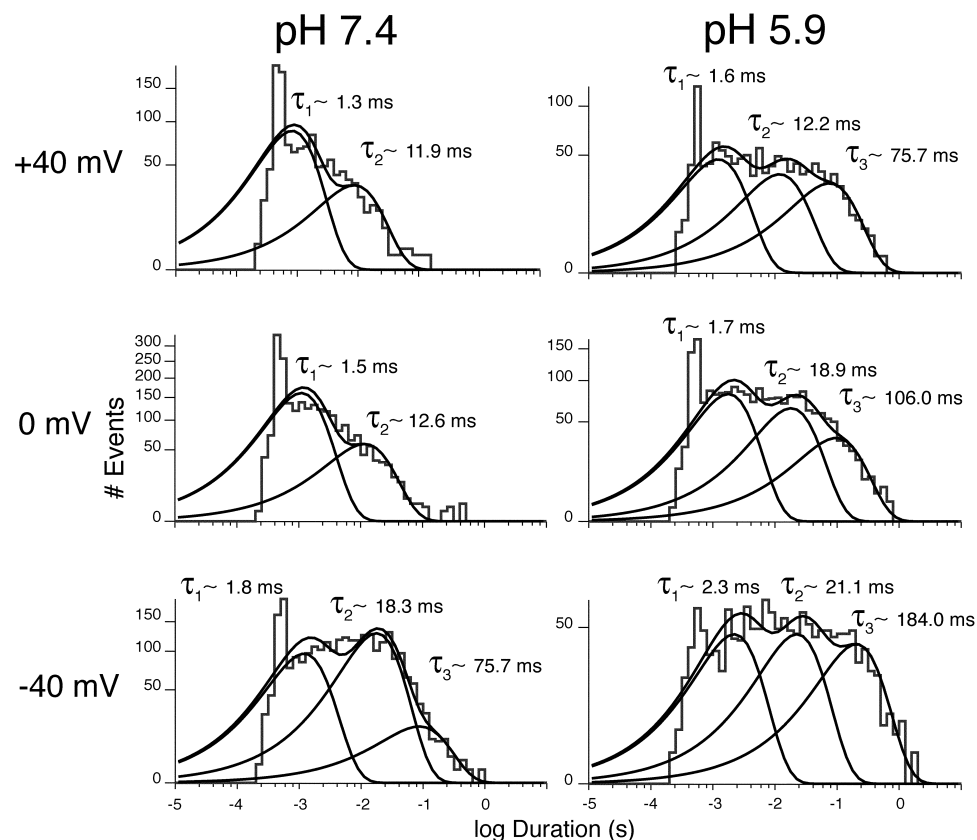 pH 7.4 pH 5.9
+40 mV
150
100
50
0
τ1~ 1.3 ms
τ2~ 11.9 ms
100
50
0
τ1~ 1.6 ms
τ2~ 12.2 ms
τ3~ 75.7 ms
0 mV
# Events
300
250
200
150
100
50
0
τ1~ 1.5 ms
τ2~ 12.6 ms
150
100
50
0
τ1~ 1.7 ms
τ2~ 18.9 ms
τ3~ 106.0 ms
-40 mV
150
100
50
0
τ1~ 1.8 ms
τ2~ 18.3 ms
τ3~ 75.7 ms
-5 -4 -3 -2 -1 0
50
0
τ1~ 2.3 ms τ2~ 21.1 ms
τ3~ 184.0 ms
-5 -4 -3 -2 -1 0
log Duration (s)